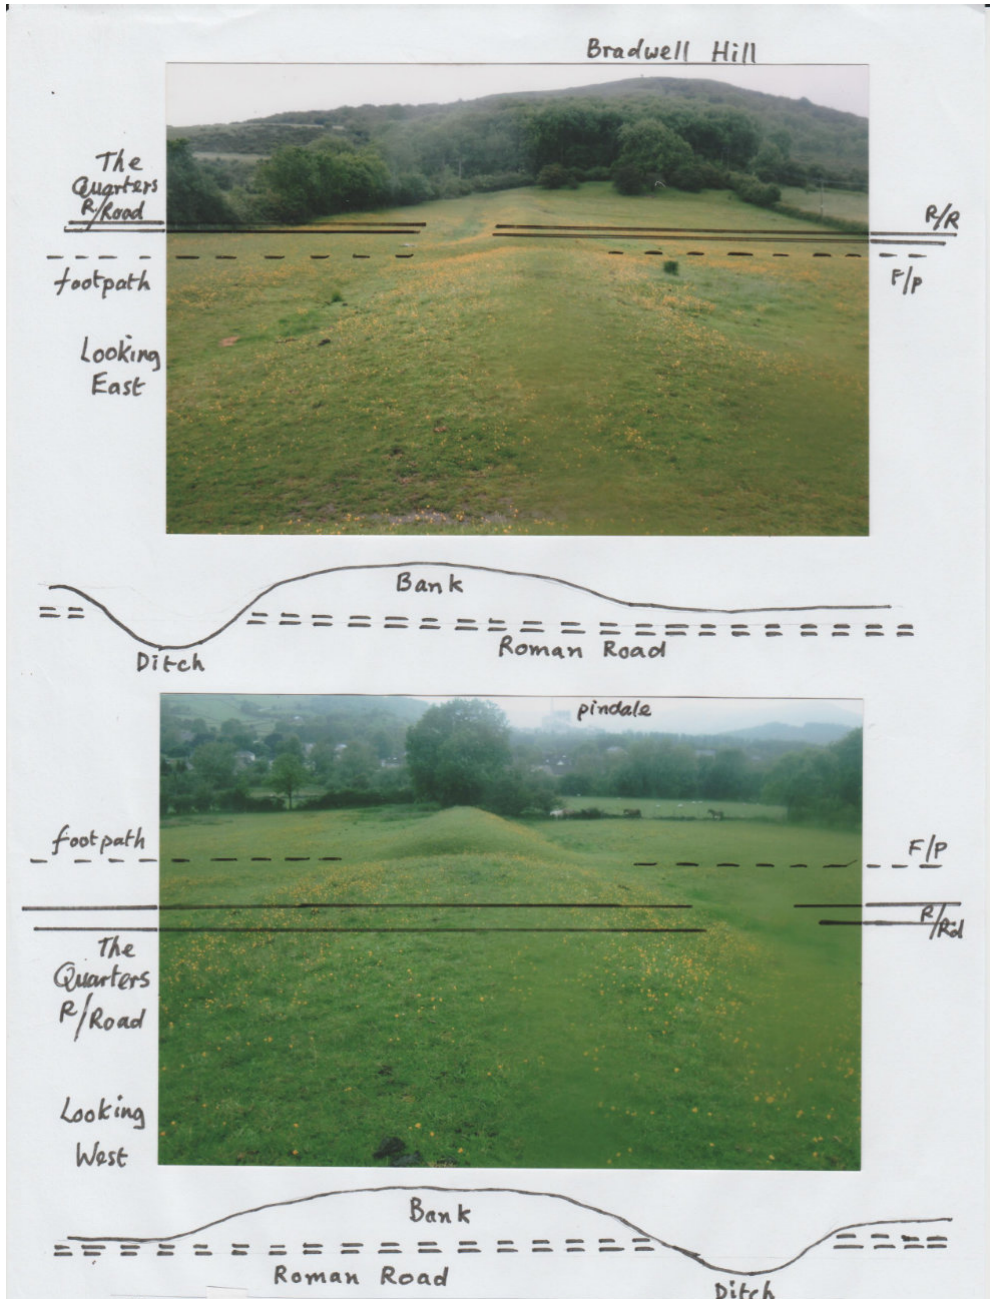 Bradwell Hill
The
Quarters
R/Road
R/R
footpath
F/P
Looking
East
Bank
Roman Road
Ditch
pindale
footpath
F/P
R/Rd
The
Quarters
R/Road
Looking
West
Bank
Roman Road
Ditch